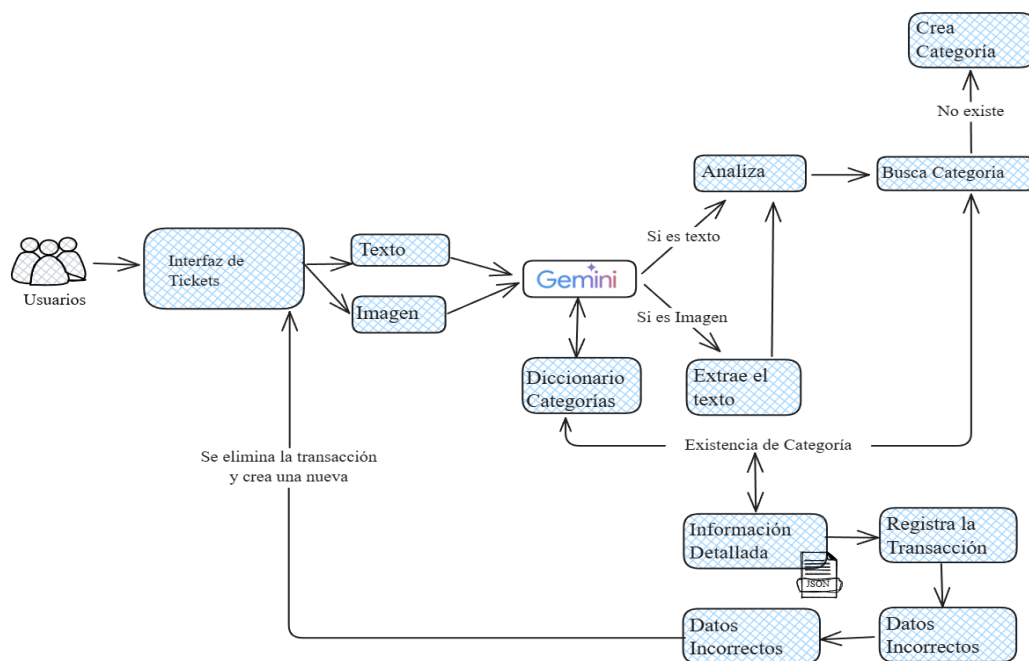 Crea
Categoria
No existe
Analiza
Busca Categoria
Si es texto
Texto
Interfaz de
Tickets
Gemini
Usuarios
Imagen
Si es Imagen
Diccionario
Categorias
Extrae el
texto
Existencia de Categoría
Se elimina la transacción
y crea una nueva
Información
Detallada
JSON
Registra la
Transacción
Datos
Incorrectos
Datos
Incorrectos